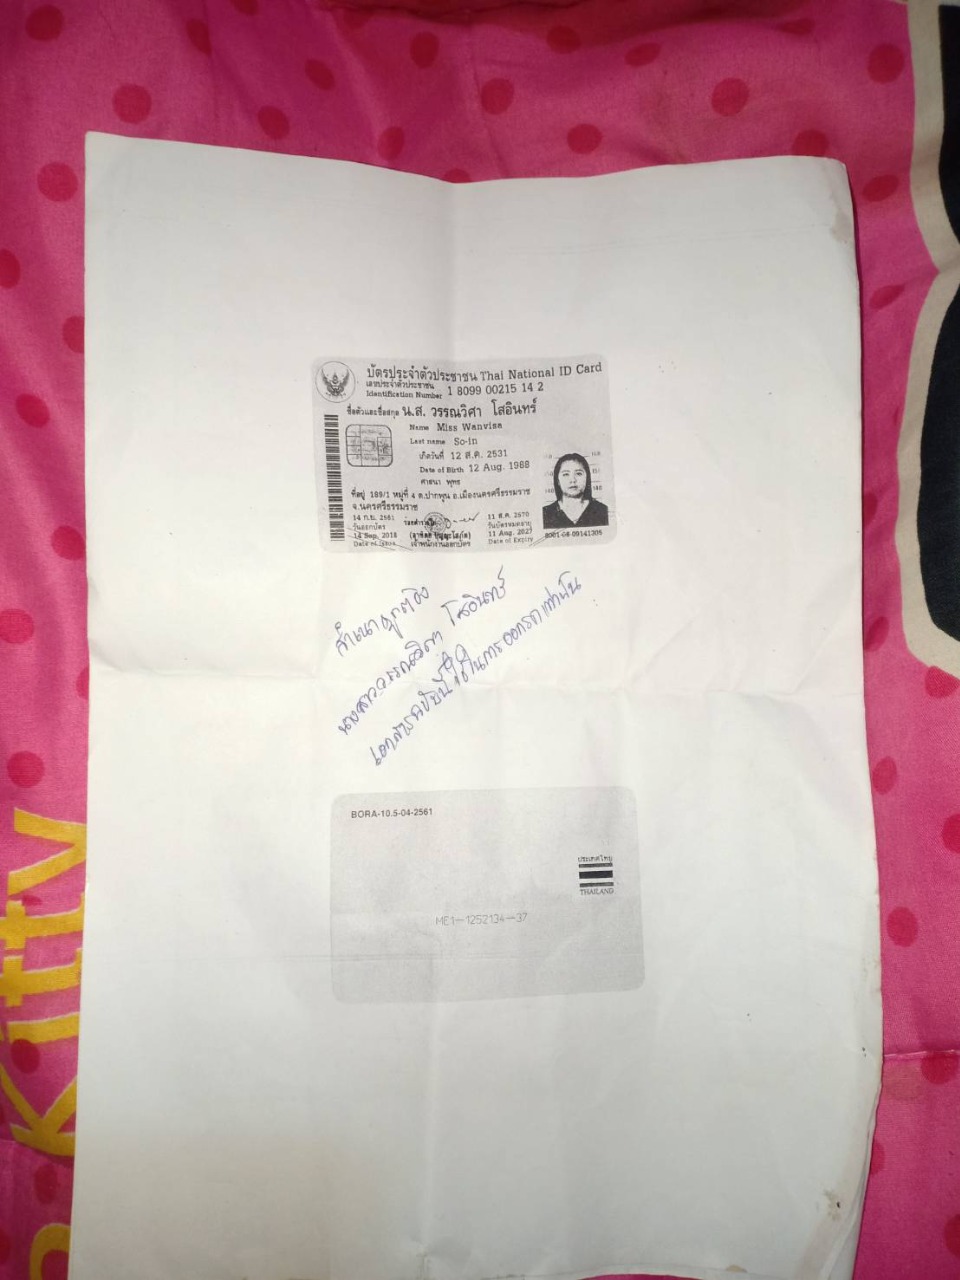 บัตรประจำตัวประชาชน Thai National ID Card
เลขประจำตัวประชาชน
Identification Number 1 8099 00215 14 2
ชื่อตัวและชื่อสกุล น.ส. วรรณวิศา โสอินทร์
Name Miss Wanvisa
Last name So-in
เกิดวันที่ 12 ส.ค. 2531
Date of Birth 12 Aug. 1988
ศาสนา พุทธ
ที่อยู่ 189/1 หมู่ที่ 4 ต.ปากพูน อ.เมืองนครศรีธรรมราช
จ.นครศรีธรรมราช
14 ก.ย. 2561
วันออกบัตร
14 Sep. 2018
Date of Issue
เจ้าพนักงานออกบัตร
11 ส.ค. 2570
วันบัตรหมดอายุ
11 Aug. 2027
Date of Expiry
8001-08-09141305
สำเนาถูกต้อง
นางสาววรรณวิศา โสอินทร์
เอกสารฉบับนี้ใช้ในการออกรถเท่านั้น
BORA-10.5-04-2561
ประเทศไทย
THAILAND
ME1-1252134-37